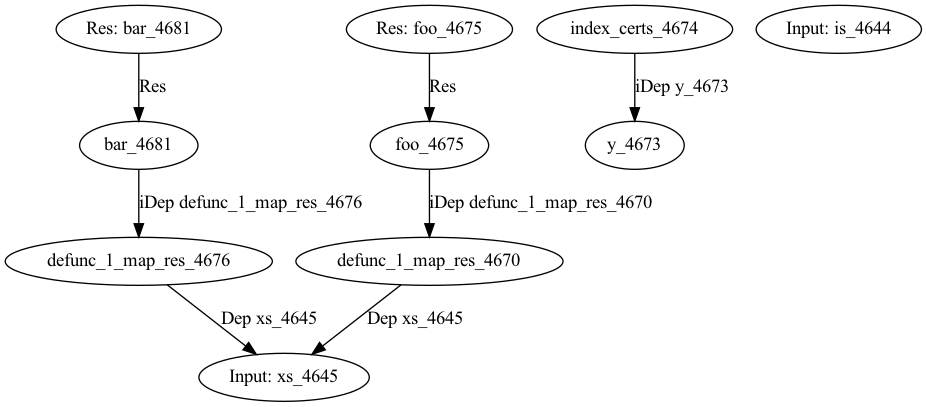 Res: bar_4681
Res: foo_4675
index_certs_4674
Input: is_4644
Res
Res
iDep y_4673
bar_4681
foo_4675
y_4673
iDep defunc_1_map_res_4676
iDep defunc_1_map_res_4670
defunc_1_map_res_4676
defunc_1_map_res_4670
Dep xs_4645
Dep xs_4645
Input: xs_4645